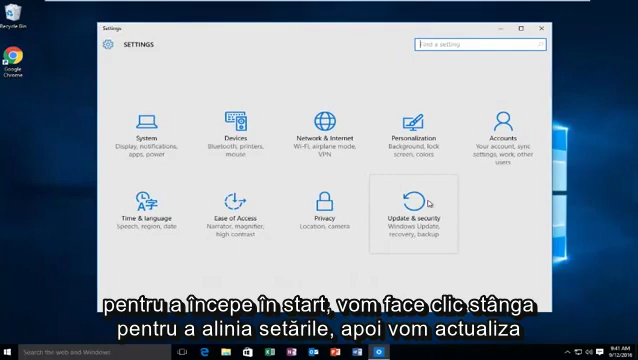 Recycle Bin
Google
Chrome
Settings
SETTINGS
Find a setting
System
Display, notifications,
apps, power
Devices
Bluetooth, printers,
mouse
Network & Internet
Wi-Fi, airplane mode,
VPN
Personalization
Background, lock
screen, colors
Accounts
Your account, sync
settings, work, other
users
Time & language
Speech, region, date
Ease of Access
Narrator, magnifier,
high contrast
Privacy
Location, camera
Update & security
Windows Update,
recovery, backup
pentru a începe în start, vom face clic stânga
pentru a alinia setările, apoi vom actualiza
Search the web and Windows
9:41 AM
9/12/2016